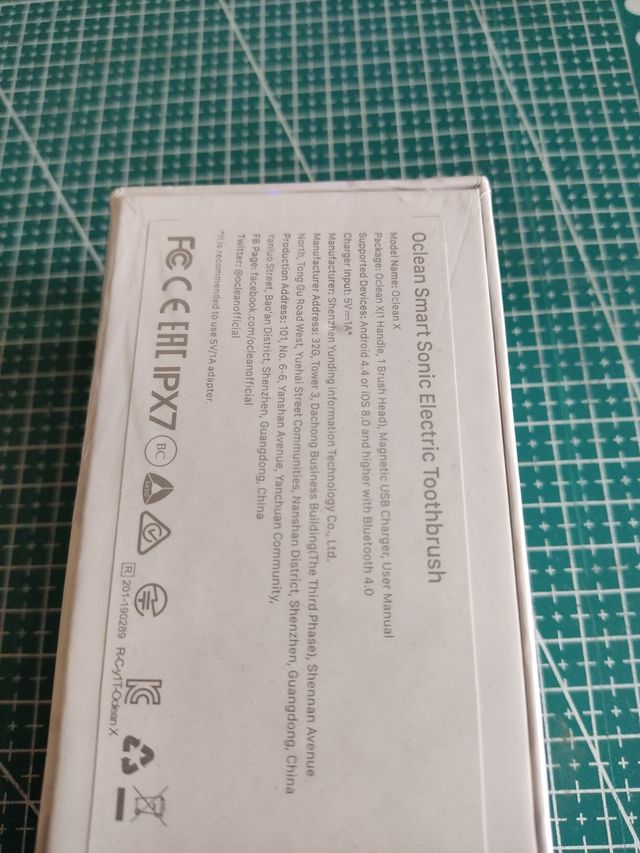 Oclean Smart Sonic Electric Toothbrush
Model Name: Oclean X
Package: Oclean X(1 Handle, 1 Brush Head), Magnetic USB Charger, User Manual
Supported Devices: Android 4.4 or iOS 8.0 and higher with Bluetooth 4.0
Charger Input: 5V⎓1A*
Manufacturer: Shenzhen Yunding Information Technology Co., Ltd.
Manufacturer Address: 32G, Tower 3, Dachong Business Building(The Third Phase), Shennan Avenue
North, Tong Gu Road West, Yuehai Street Communities, Nanshan District, Shenzhen, Guangdong, China
Production Address: 101, No. 6-6, Yanshan Avenue, Yanchuan Community,
Yanluo Street, Bao'an District, Shenzhen, Guangdong, China
FB Page: facebook.com/ocleanofficial
Twitter: @ocleanofficial
*It is recommended to use 5V/1A adapter.
FC CE EAC IPX7 BC
R 201-190289 R-C-y1T-Oclean X